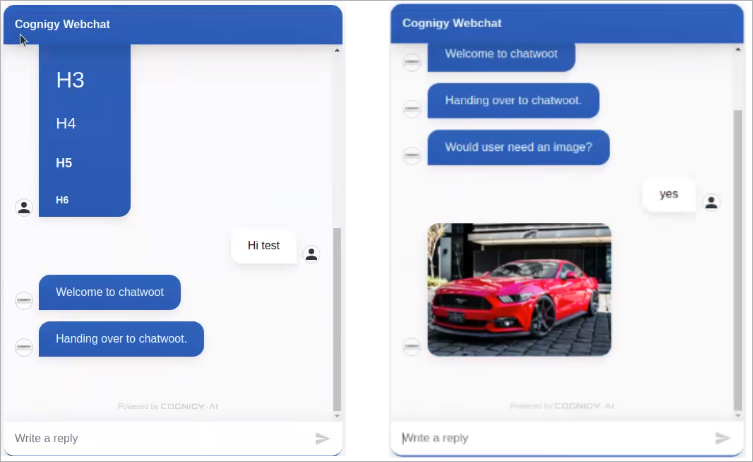 Cognigy Webchat
H3
H4
H5
H6
Hi test
Welcome to chatwoot
Handing over to chatwoot.
Powered by COGNIGY.AI
Write a reply
Cognigy Webchat
Welcome to chatwoot
Handing over to chatwoot.
Would user need an image?
yes
Powered by COGNIGY.AI
Write a reply